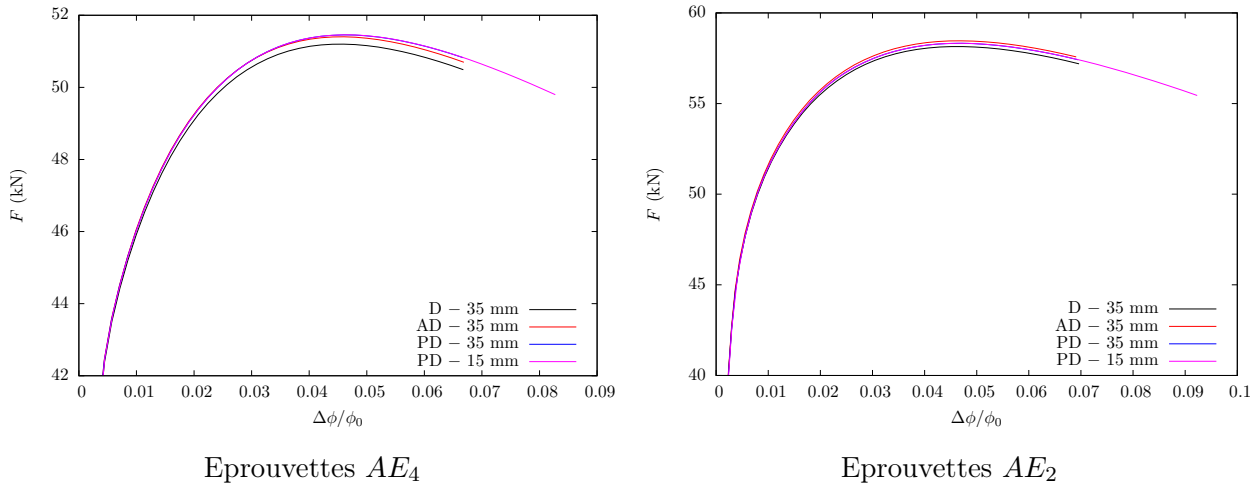 52
50
48
46
44
42
F (kN)
0 0.01 0.02 0.03 0.04 0.05 0.06 0.07 0.08 0.09
Δϕ/ϕ₀
D – 35 mm
AD – 35 mm
PD – 35 mm
PD – 15 mm
Eprouvettes AE₄
60
55
50
45
40
F (kN)
0 0.01 0.02 0.03 0.04 0.05 0.06 0.07 0.08 0.09 0.1
Δϕ/ϕ₀
D – 35 mm
AD – 35 mm
PD – 35 mm
PD – 15 mm
Eprouvettes AE₂